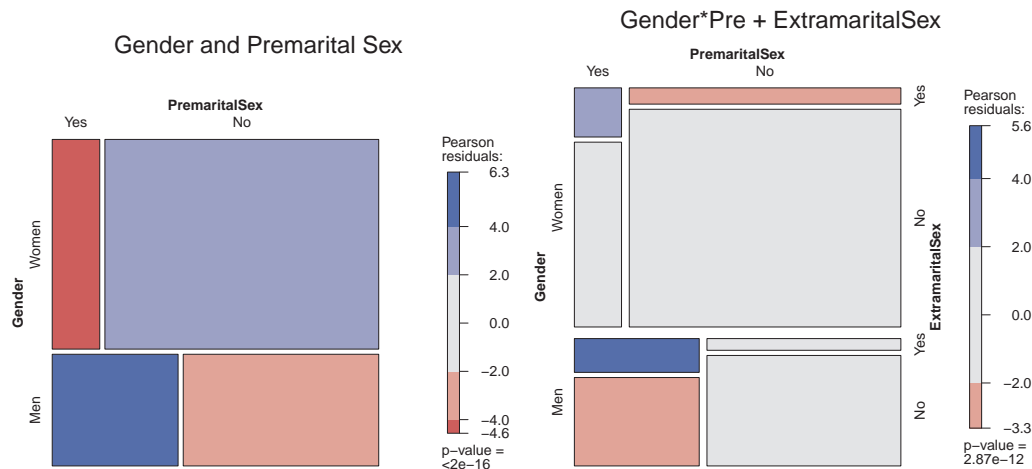 Gender and Premarital Sex
PremaritalSex
Yes
No
Gender
Women
Men
Pearson
residuals:
6.3
4.0
2.0
0.0
−2.0
−4.0
−4.6
p−value =
<2e−16
Gender*Pre + ExtramaritalSex
PremaritalSex
Yes
No
Gender
Women
Men
Yes
No
Yes
No
ExtramaritalSex
Pearson
residuals:
5.6
4.0
2.0
0.0
−2.0
−3.3
p−value =
2.87e−12